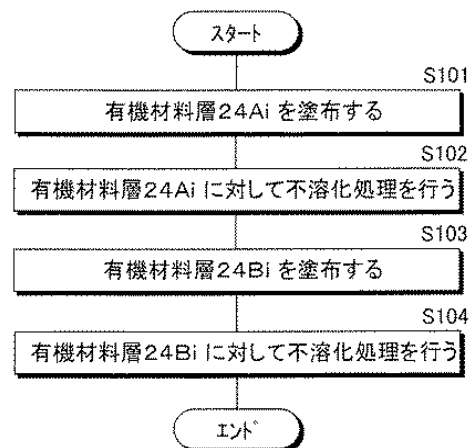 スタート
S101
有機材料層24Aiを塗布する
S102
有機材料層24Aiに対して不溶化処理を行う
S103
有機材料層24Biを塗布する
S104
有機材料層24Biに対して不溶化処理を行う
エンド